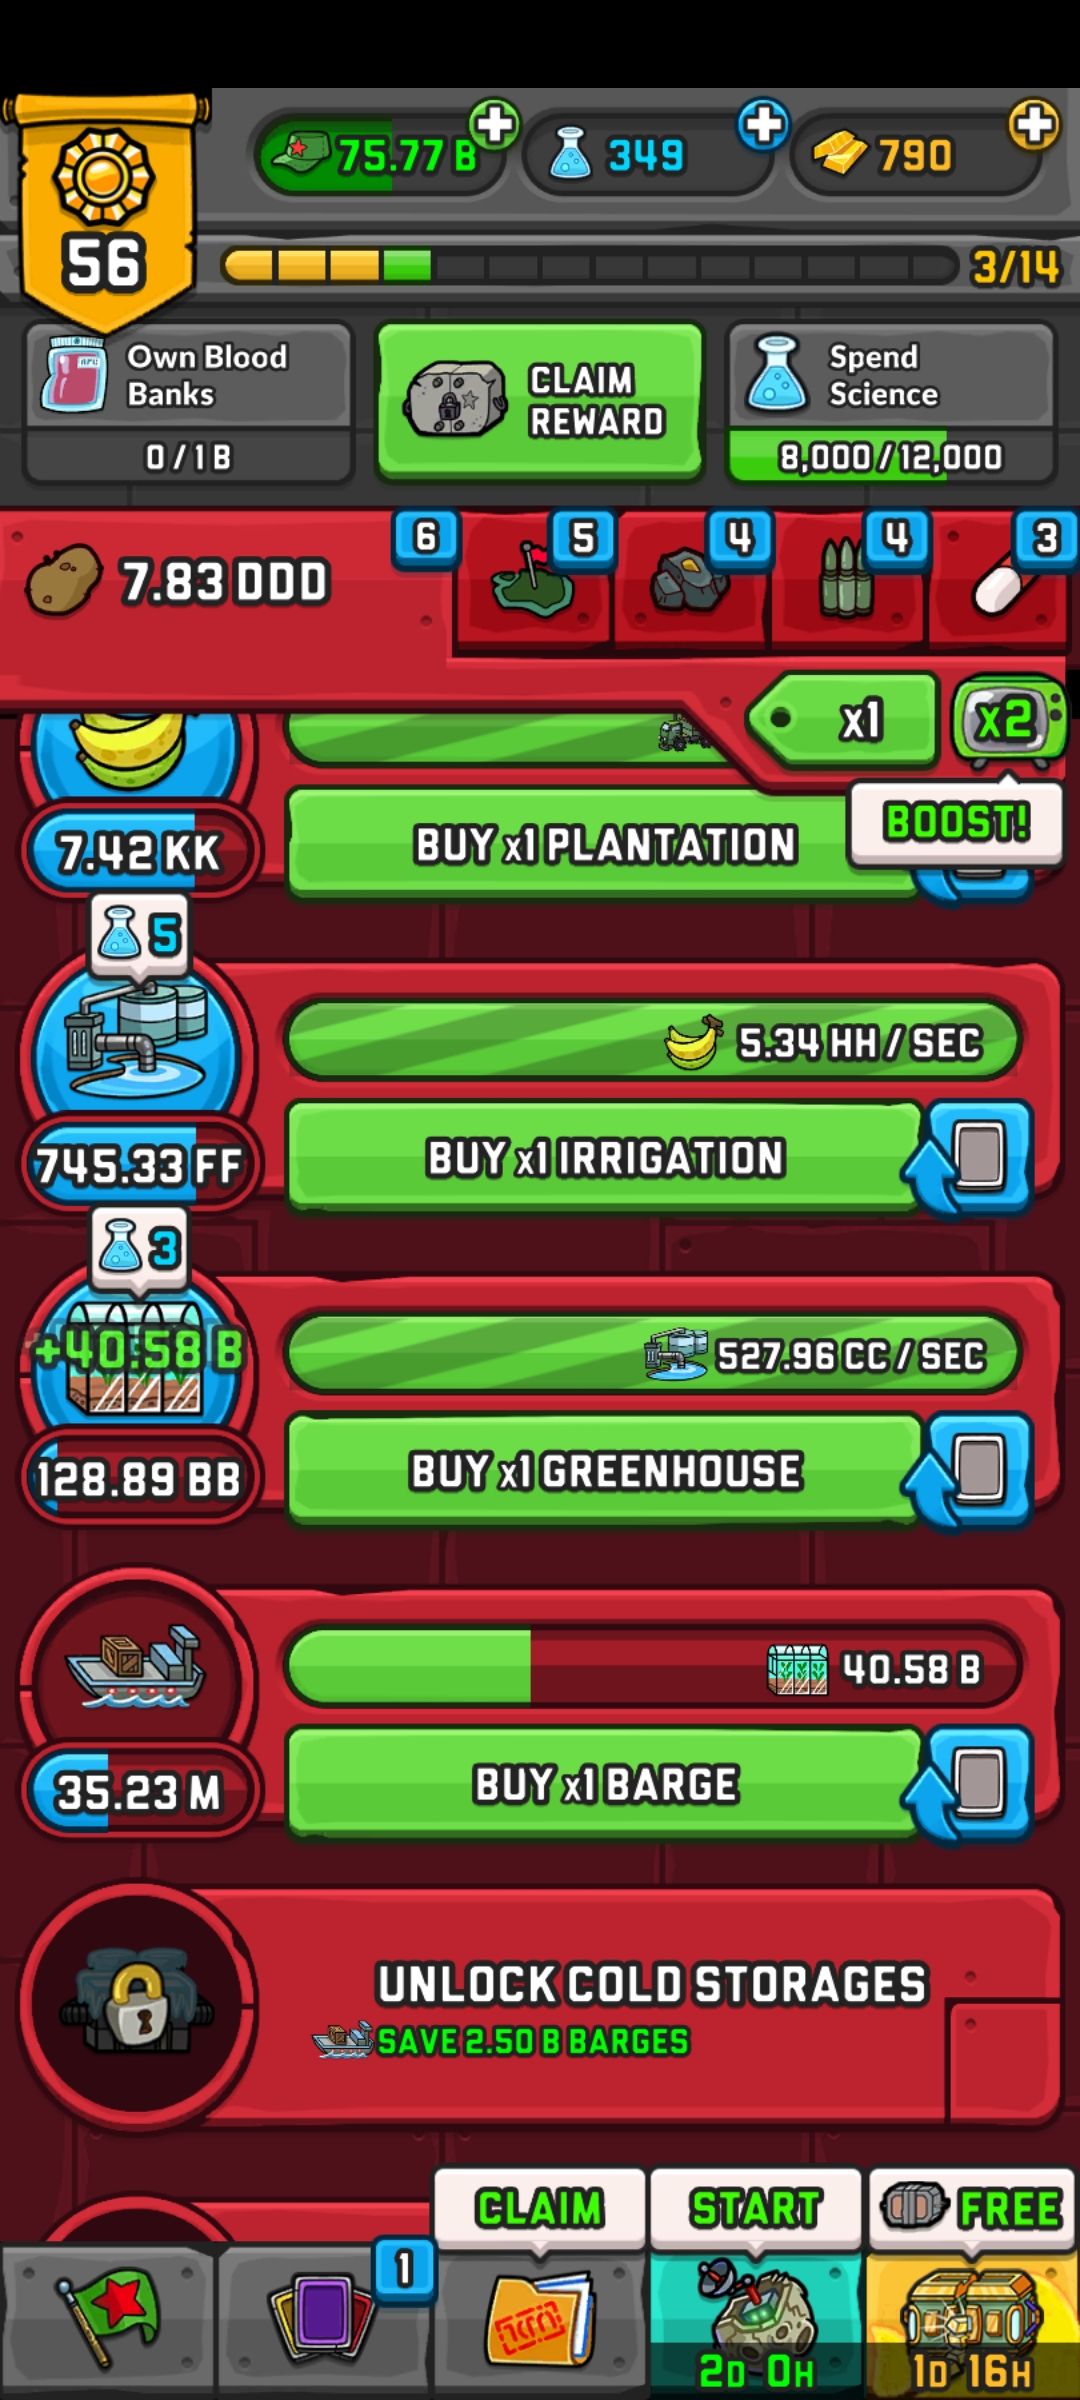 75.77 B
349
790
56
3/14
Own Blood
Banks
0 / 1 B
CLAIM
REWARD
Spend
Science
8,000 / 12,000
7.83 DDD
6
5
4
4
3
x1
x2
BOOST!
7.42 KK
BUY x1 PLANTATION
5
5.34 HH / SEC
745.33 FF
BUY x1 IRRIGATION
3
+40.58 B
527.96 CC / SEC
128.89 BB
BUY x1 GREENHOUSE
40.58 B
35.23 M
BUY x1 BARGE
UNLOCK COLD STORAGES
SAVE 2.50 B BARGES
CLAIM
START
FREE
1
2D 0H
1D 16H